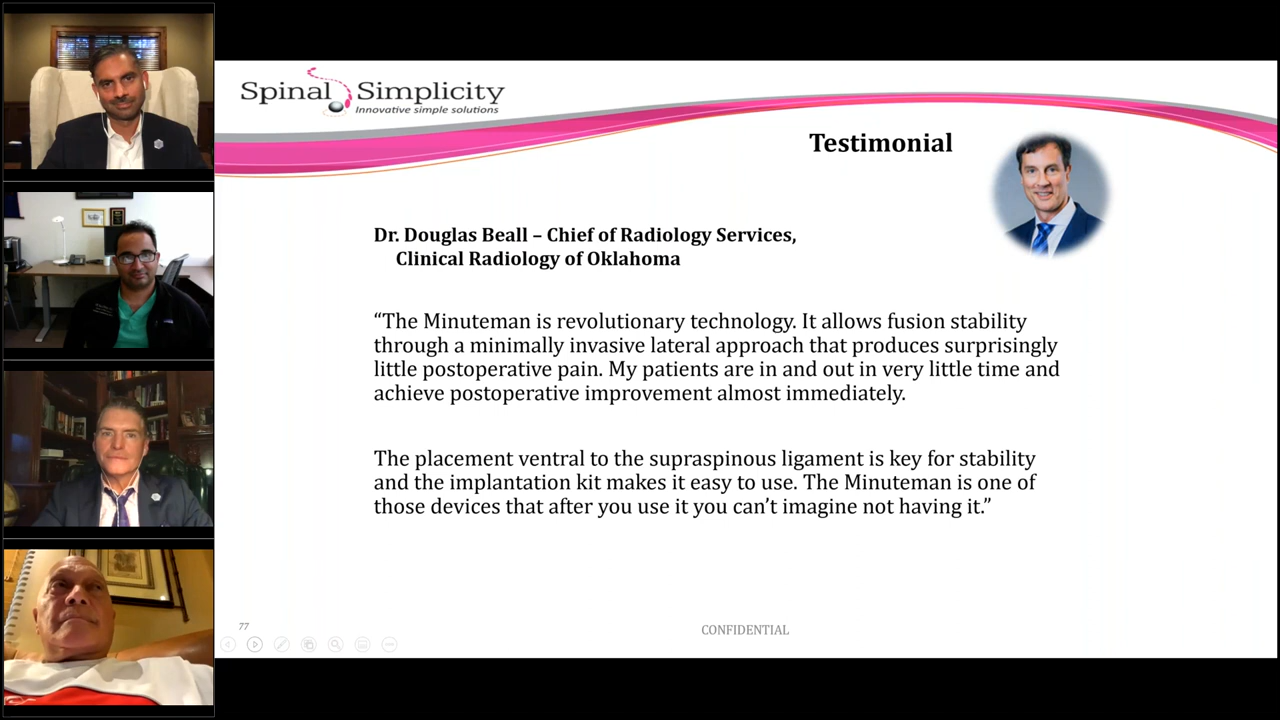 Spinal Simplicity
Innovative simple solutions
Testimonial
Dr. Douglas Beall – Chief of Radiology Services,
Clinical Radiology of Oklahoma
“The Minuteman is revolutionary technology. It allows fusion stability
through a minimally invasive lateral approach that produces surprisingly
little postoperative pain. My patients are in and out in very little time and
achieve postoperative improvement almost immediately.
The placement ventral to the supraspinous ligament is key for stability
and the implantation kit makes it easy to use. The Minuteman is one of
those devices that after you use it you can’t imagine not having it.”
77
CONFIDENTIAL